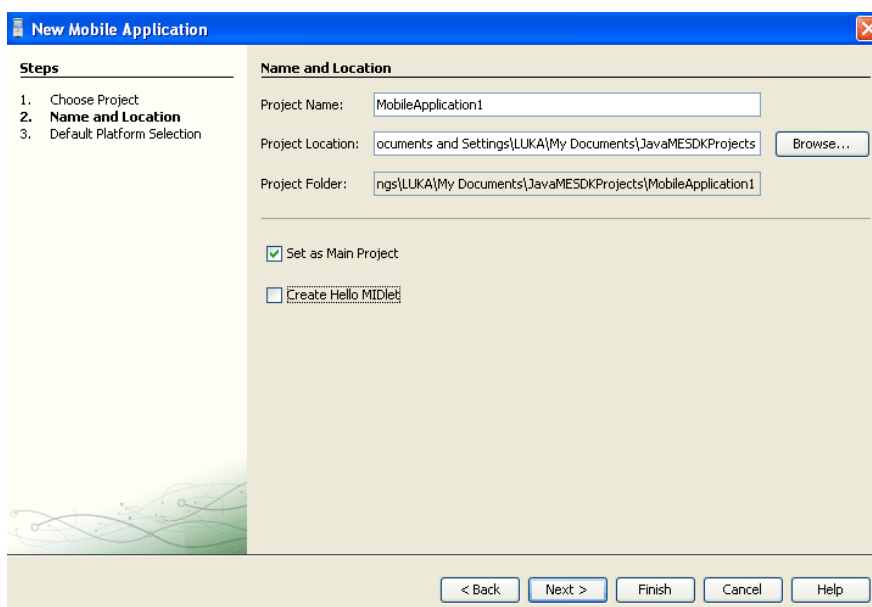 New Mobile Application
Steps
1. Choose Project
2. Name and Location
3. Default Platform Selection
Name and Location
Project Name: MobileApplication1
Project Location: ocuments and Settings\LUKA\My Documents\JavaMESDKProjects Browse...
Project Folder: ngs\LUKA\My Documents\JavaMESDKProjects\MobileApplication1
Set as Main Project
Create Hello MIDlet
< Back Next > Finish Cancel Help